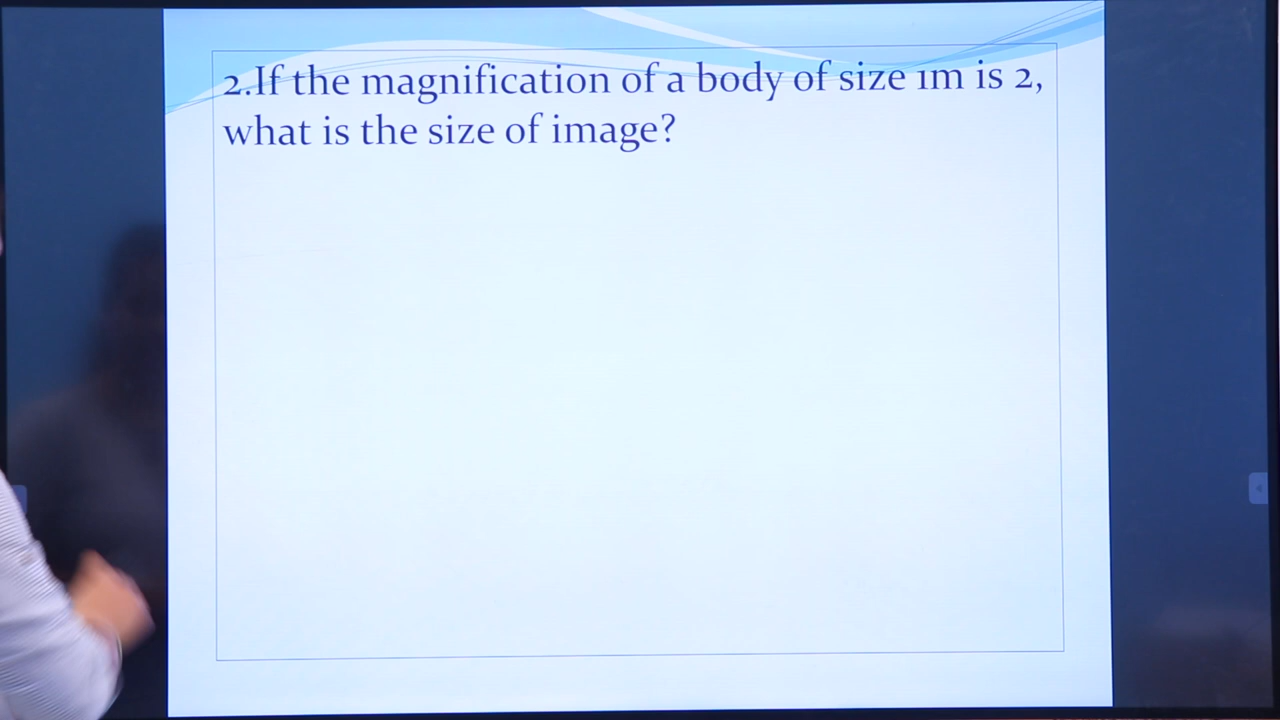 2.If the magnification of a body of size 1m is 2,
what is the size of image?